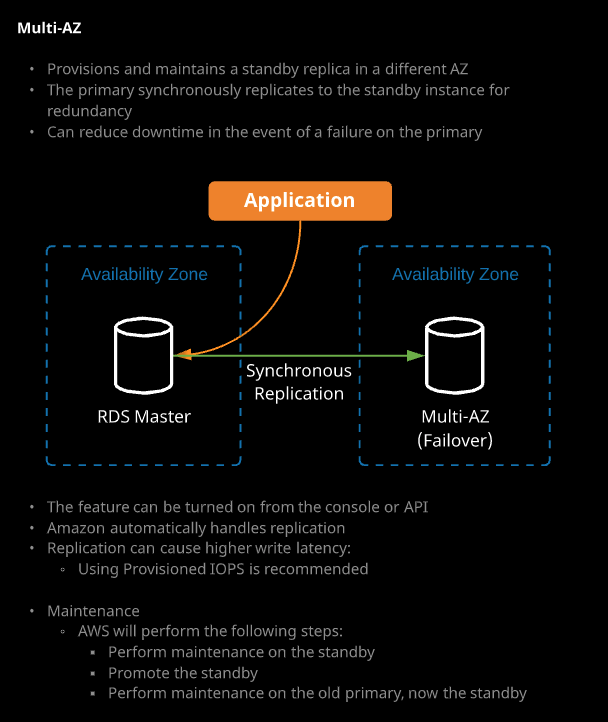 Multi-AZ
• Provisions and maintains a standby replica in a different AZ
• The primary synchronously replicates to the standby instance for
redundancy
• Can reduce downtime in the event of a failure on the primary
Application
Availability Zone
Availability Zone
Synchronous
Replication
RDS Master
Multi-AZ
(Failover)
• The feature can be turned on from the console or API
• Amazon automatically handles replication
• Replication can cause higher write latency:
◦ Using Provisioned IOPS is recommended
• Maintenance
◦ AWS will perform the following steps:
▪ Perform maintenance on the standby
▪ Promote the standby
▪ Perform maintenance on the old primary, now the standby